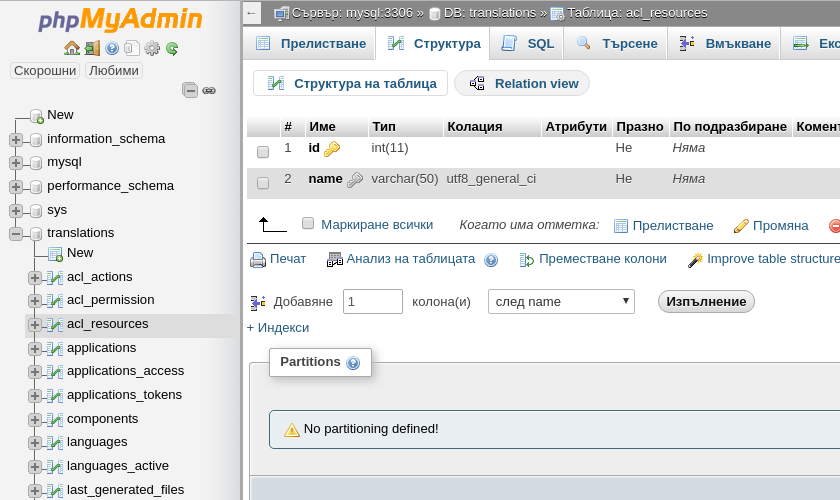 phpMyAdmin
Скорошни Любими
New
information_schema
mysql
performance_schema
sys
translations
New
acl_actions
acl_permission
acl_resources
applications
applications_access
applications_tokens
components
languages
languages_active
last_generated_files
← Сървър: mysql:3306 » DB: translations » Таблица: acl_resources
Прелистване Структура SQL Търсене Вмъкване Екс
Структура на таблица Relation view
# Име Тип Колация Атрибути Празно По подразбиране Комент
1 id int(11) Не Няма
2 name varchar(50) utf8_general_ci Не Няма
Маркиране всички Когато има отметка: Прелистване Промяна
Печат Анализ на таблицата Преместване колони Improve table structure
Добавяне 1 колона(и) след name Изпълнение
+ Индекси
Partitions
No partitioning defined!